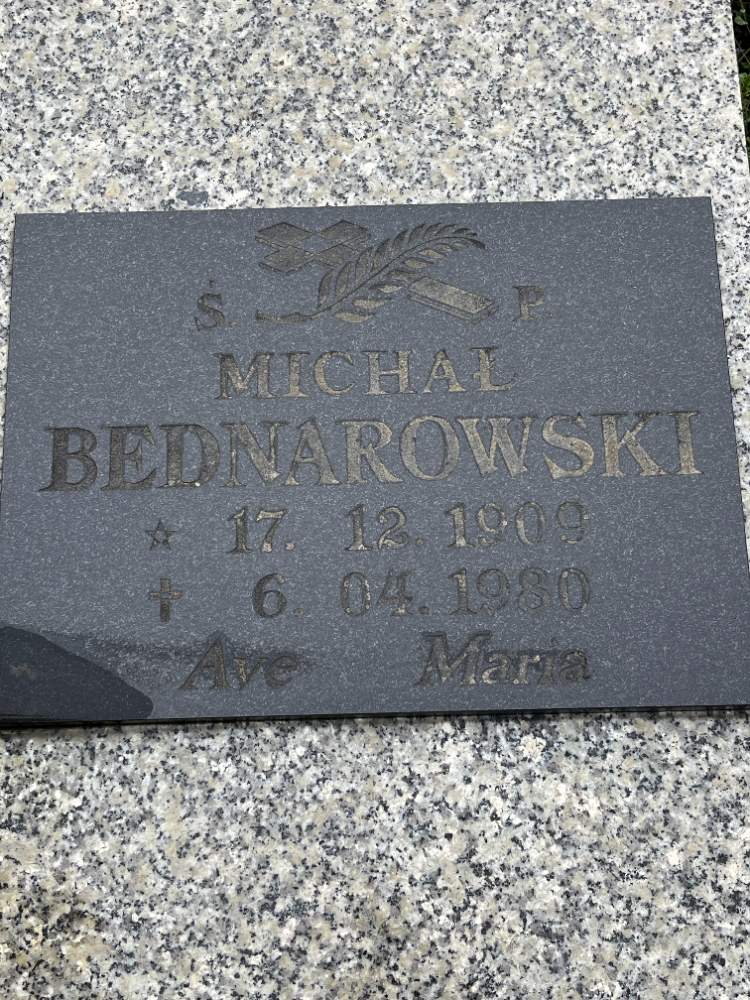 Ś. P.
MICHAŁ
BEDNAROWSKI
☆ 17. 12. 1909
✝ 6. 04. 1980
Ave Maria